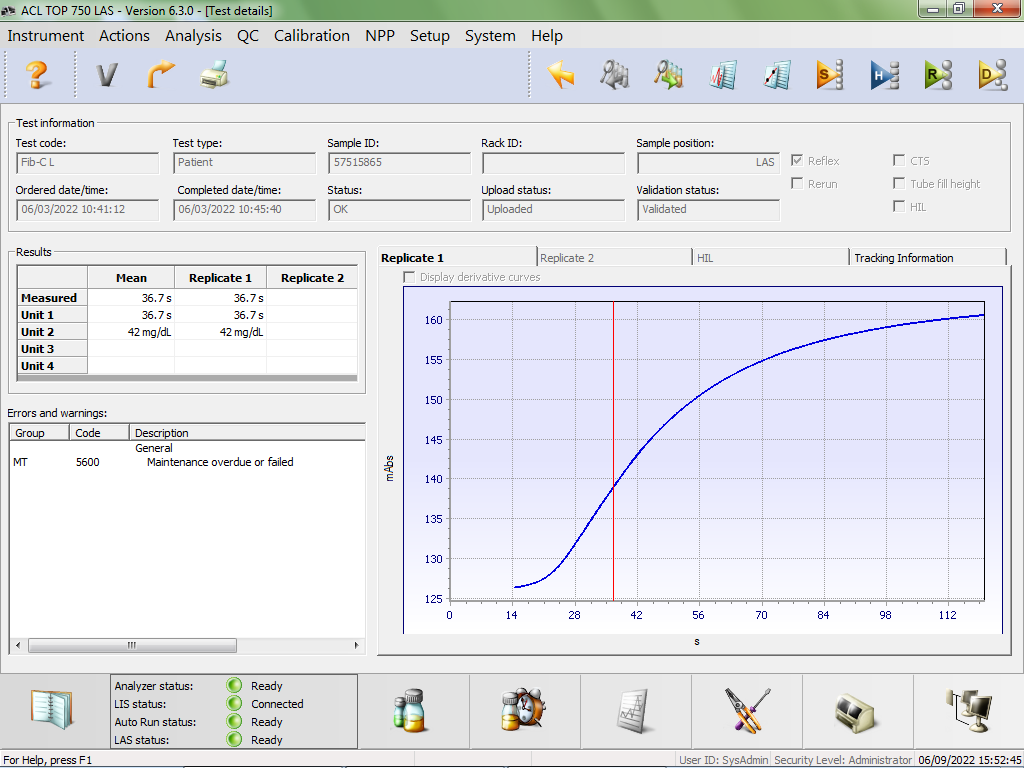 ACL TOP 750 LAS - Version 6.3.0 - [Test details]
Instrument Actions Analysis QC Calibration NPP Setup System Help
? V S H R D
Test information
Test code: Test type: Sample ID: Rack ID: Sample position:
Fib-C L Patient 57515865 LAS Reflex CTS
Rerun Tube fill height
Ordered date/time: Completed date/time: Status: Upload status: Validation status:
06/03/2022 10:41:12 06/03/2022 10:45:40 OK Uploaded Validated HIL
Results
Mean Replicate 1 Replicate 2
Measured 36.7 s 36.7 s
Unit 1 36.7 s 36.7 s
Unit 2 42 mg/dL 42 mg/dL
Unit 3
Unit 4
Errors and warnings:
Group Code Description
General
MT 5600 Maintenance overdue or failed
Replicate 1 Replicate 2 HIL Tracking Information
Display derivative curves
160
155
150
145
140
135
130
125
mAbs
0 14 28 42 56 70 84 98 112
s
Analyzer status: Ready
LIS status: Connected
Auto Run status: Ready
LAS status: Ready
For Help, press F1 User ID: SysAdmin Security Level: Administrator 06/09/2022 15:52:45